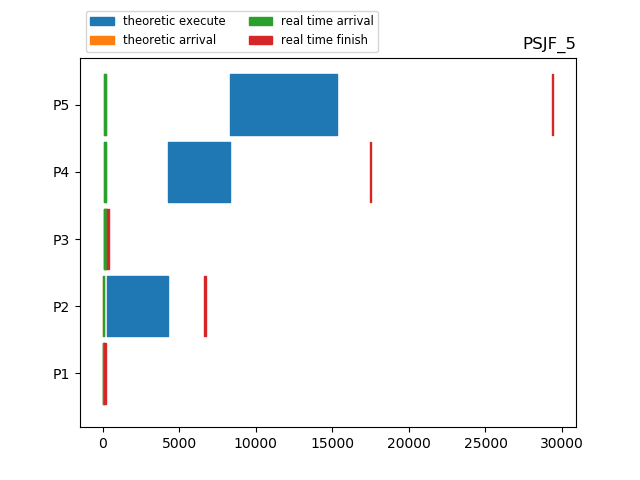 theoretic execute
theoretic arrival
real time arrival
real time finish
PSJF_5
P5
P4
P3
P2
P1
0 5000 10000 15000 20000 25000 30000